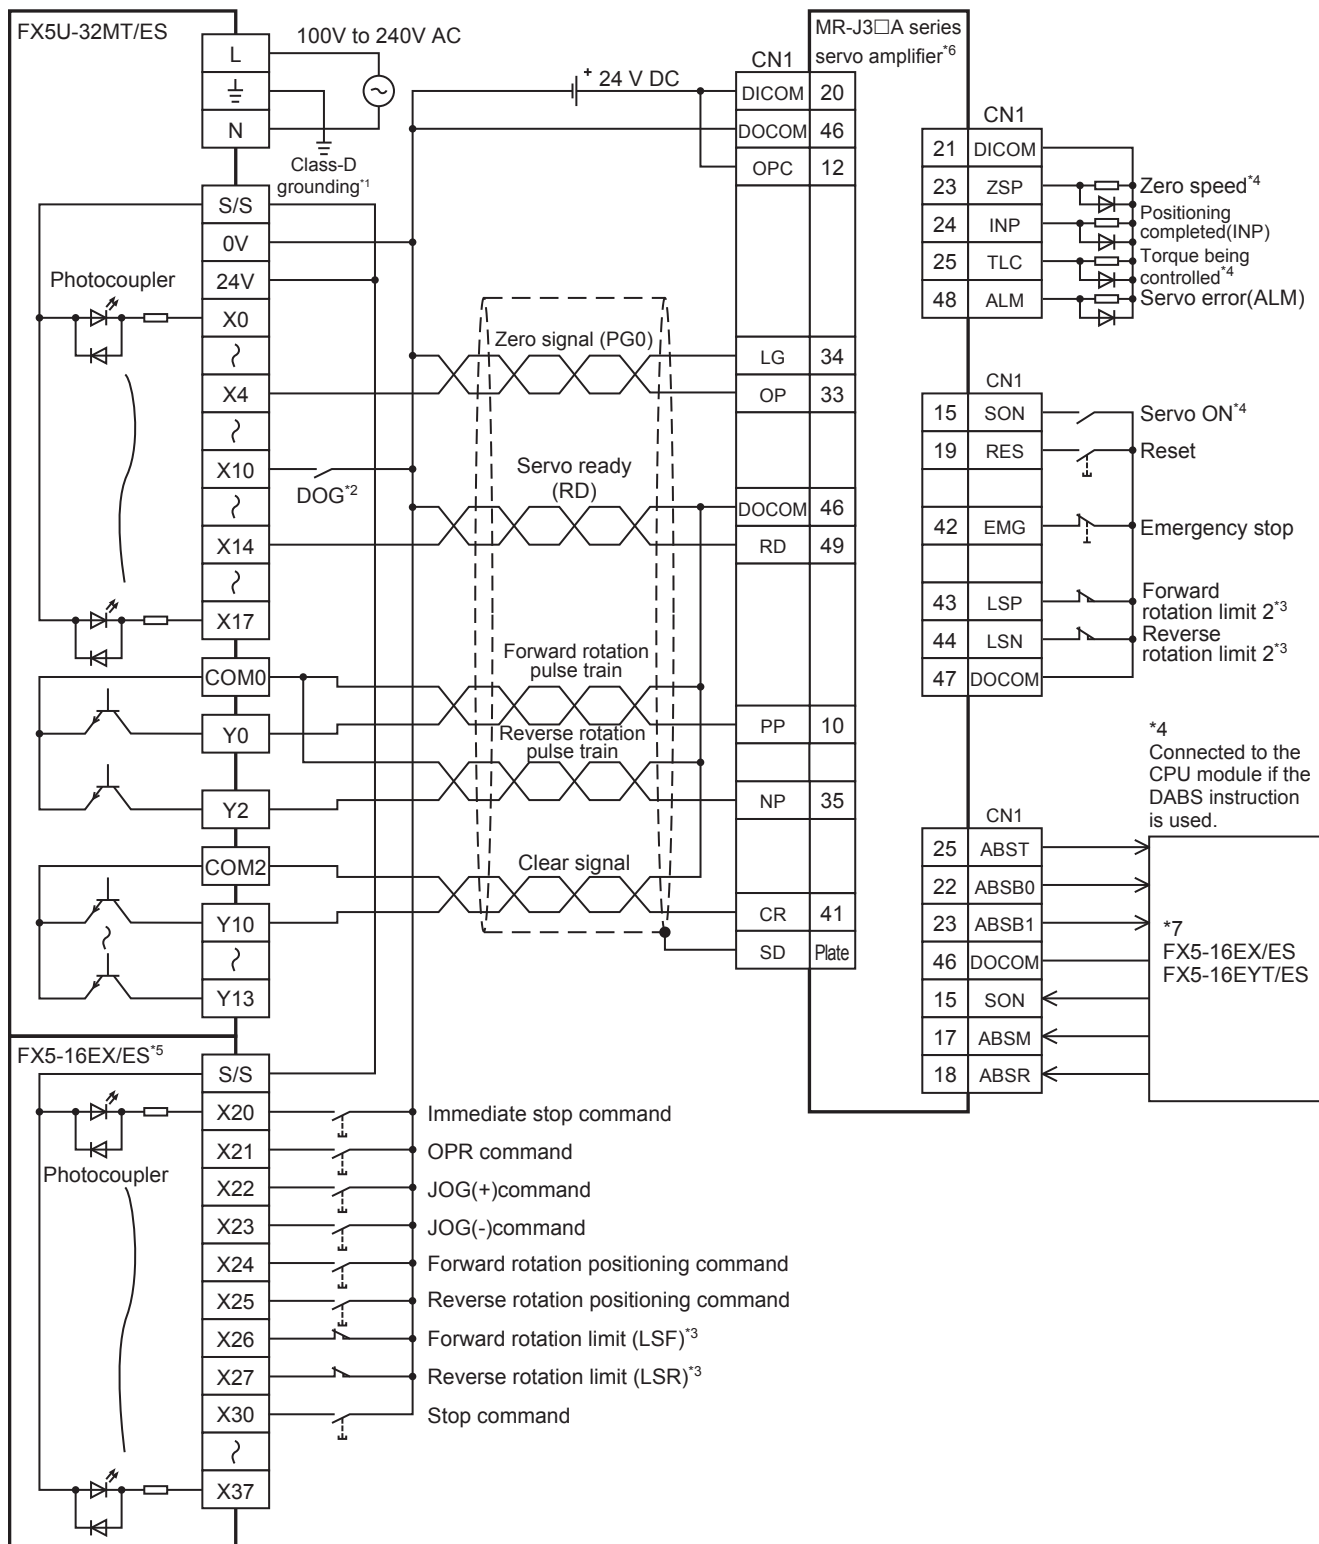 FX5U-32MT/ES
L
N
100V to 240V AC
Class-D
grounding*1
S/S
0V
24V
X0
X4
X10
X14
X17
COM0
Y0
Y2
COM2
Y10
Y13
Photocoupler
DOG*2
+ 24 V DC
Zero signal (PG0)
Servo ready
(RD)
Forward rotation
pulse train
Reverse rotation
pulse train
Clear signal
MR-J3□A series
servo amplifier*6
CN1
DICOM 20
DOCOM 46
OPC 12
LG 34
OP 33
DOCOM 46
RD 49
PP 10
NP 35
CR 41
SD Plate
CN1
21 DICOM
23 ZSP Zero speed*4
24 INP Positioning
completed(INP)
25 TLC Torque being
controlled*4
48 ALM Servo error(ALM)
CN1
15 SON Servo ON*4
19 RES Reset
42 EMG Emergency stop
43 LSP Forward
rotation limit 2*3
44 LSN Reverse
rotation limit 2*3
47 DOCOM
*4
Connected to the
CPU module if the
DABS instruction
is used.
CN1
25 ABST
22 ABSB0
23 ABSB1
46 DOCOM
15 SON
17 ABSM
18 ABSR
*7
FX5-16EX/ES
FX5-16EYT/ES
FX5-16EX/ES*5
Photocoupler
S/S
X20 Immediate stop command
X21 OPR command
X22 JOG(+)command
X23 JOG(-)command
X24 Forward rotation positioning command
X25 Reverse rotation positioning command
X26 Forward rotation limit (LSF)*3
X27 Reverse rotation limit (LSR)*3
X30 Stop command
X37